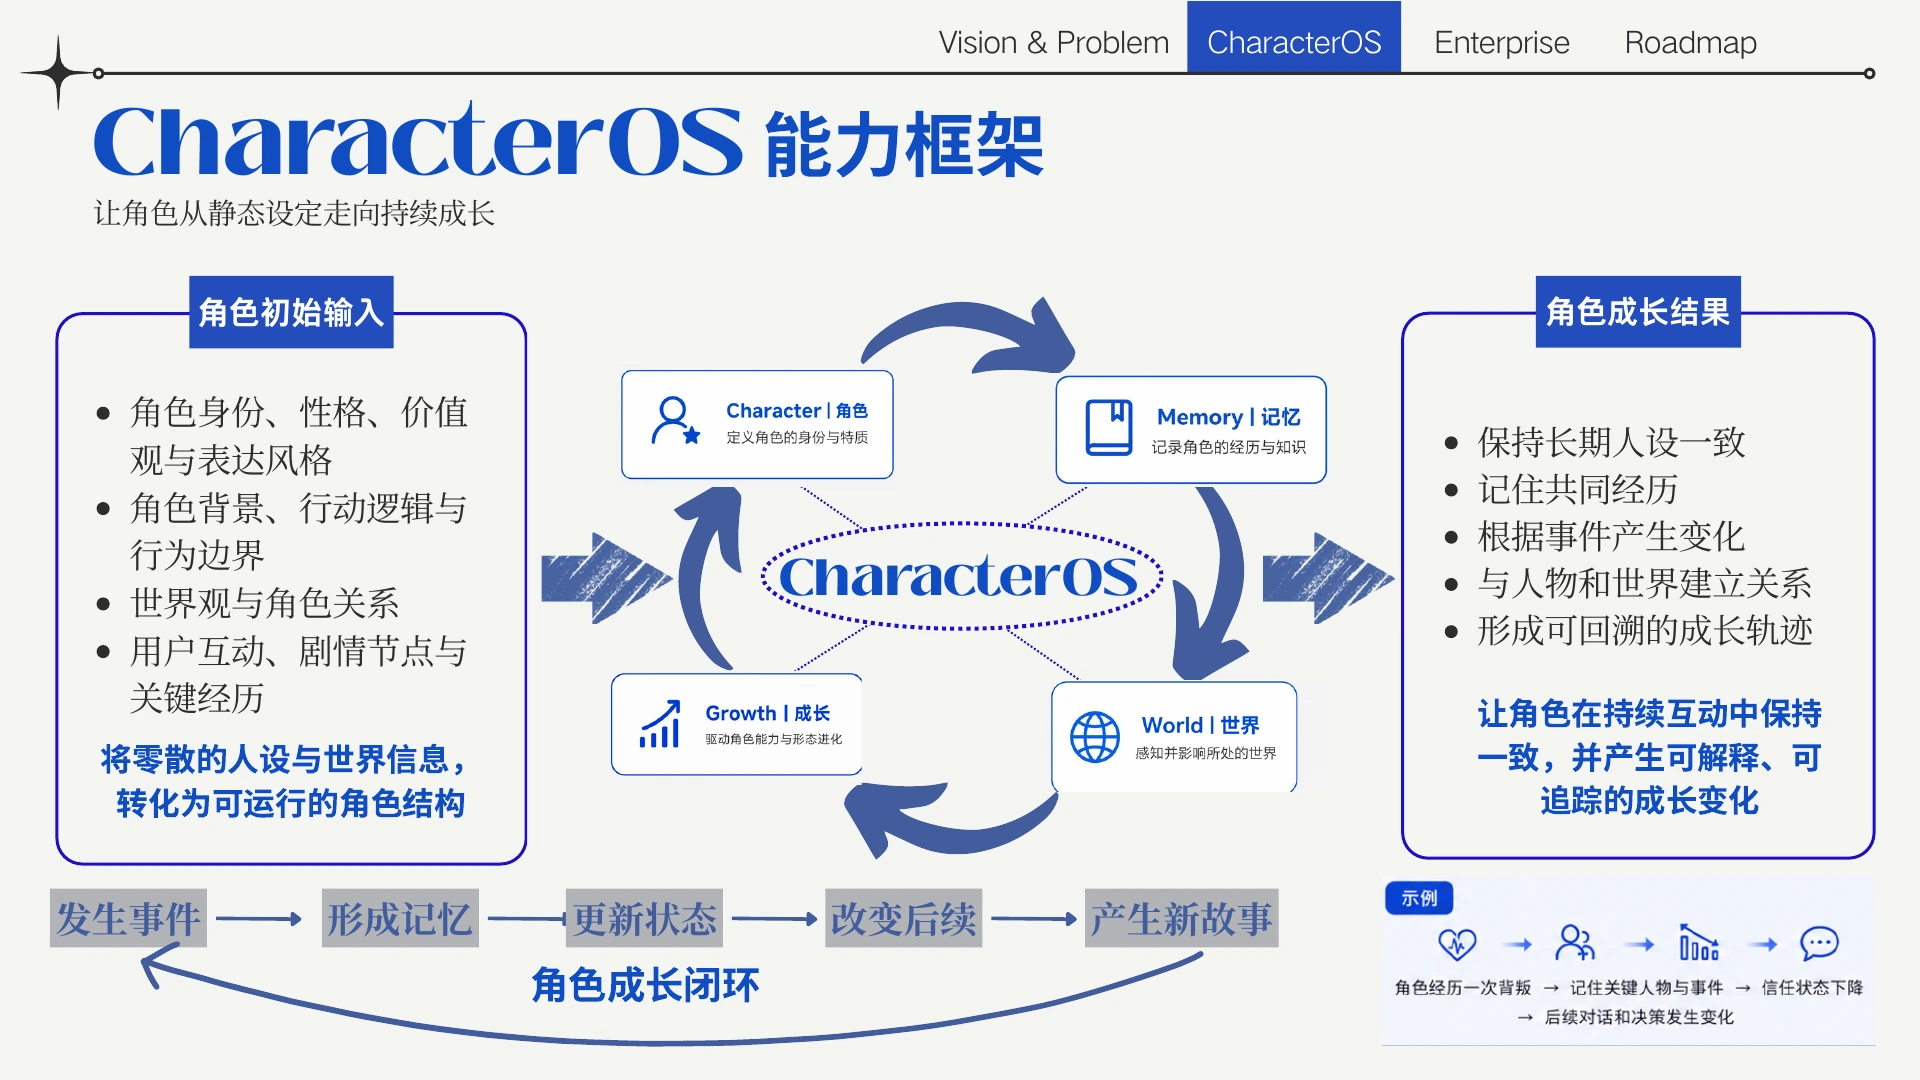 Vision & Problem
CharacterOS
Enterprise
Roadmap
CharacterOS 能力框架
让角色从静态设定走向持续成长
角色初始输入
角色身份、性格、价值
观与表达风格
角色背景、行动逻辑与
行为边界
世界观与角色关系
用户互动、剧情节点与
关键经历
将零散的人设与世界信息，
转化为可运行的角色结构
Character | 角色
定义角色的身份与特质
Memory | 记忆
记录角色的经历与知识
CharacterOS
Growth | 成长
驱动角色能力与形态进化
World | 世界
感知并影响所处的世界
角色成长结果
保持长期人设一致
记住共同经历
根据事件产生变化
与人物和世界建立关系
形成可回溯的成长轨迹
让角色在持续互动中保持
一致，并产生可解释、可
追踪的成长变化
发生事件
形成记忆
更新状态
改变后续
产生新故事
角色成长闭环
示例
角色经历一次背叛 → 记住关键人物与事件 → 信任状态下降
→ 后续对话和决策发生变化